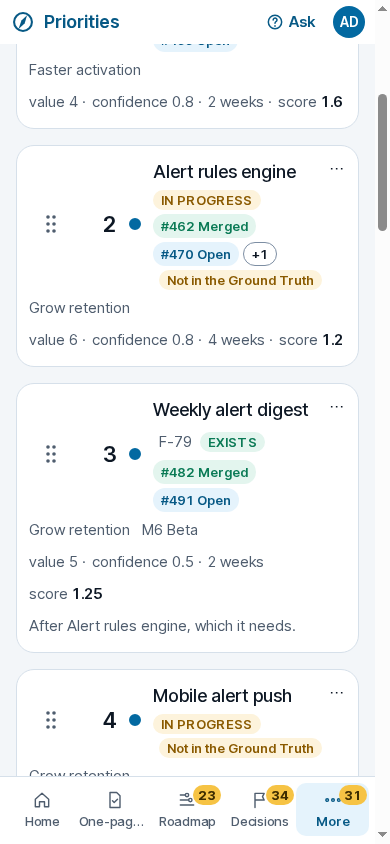 Priorities
Ask
AD
Faster activation
value 4 · confidence 0.8 · 2 weeks · score 1.6
Alert rules engine
...
IN PROGRESS
#462 Merged
2
#470 Open +1
Not in the Ground Truth
Grow retention
value 6 · confidence 0.8 · 4 weeks · score 1.2
Weekly alert digest
...
F-79 EXISTS
3
#482 Merged
#491 Open
Grow retention M6 Beta
value 5 · confidence 0.5 · 2 weeks
score 1.25
After Alert rules engine, which it needs.
Mobile alert push
...
4
IN PROGRESS
Not in the Ground Truth
Grow retention
23 34 31
Home One-pag... Roadmap Decisions More